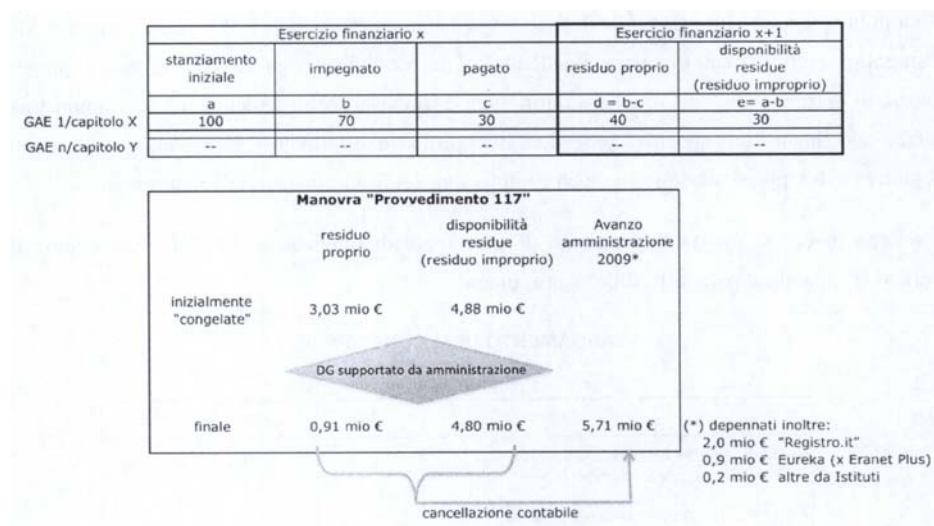 Esercizio finanziario x Esercizio finanziario x+1
stanziamento iniziale impegnato pagato residuo proprio disponibilità residue (residuo improprio)
a b c d = b-c e= a-b
GAE 1/capitolo X 100 70 30 40 30
GAE n/capitolo Y -- -- -- -- --
Manovra "Provvedimento 117"
residuo proprio disponibilità residue (residuo improprio) Avanzo amministrazione 2009*
inizialmente "congelate" 3,03 mio € 4,88 mio €
DG supportato da amministrazione
finale 0,91 mio € 4,80 mio € 5,71 mio €
(*) depennati inoltre:
2,0 mio € "Registro.it"
0,9 mio € Eureka (x Eranet Plus)
0,2 mio € altre da Istituti
cancellazione contabile